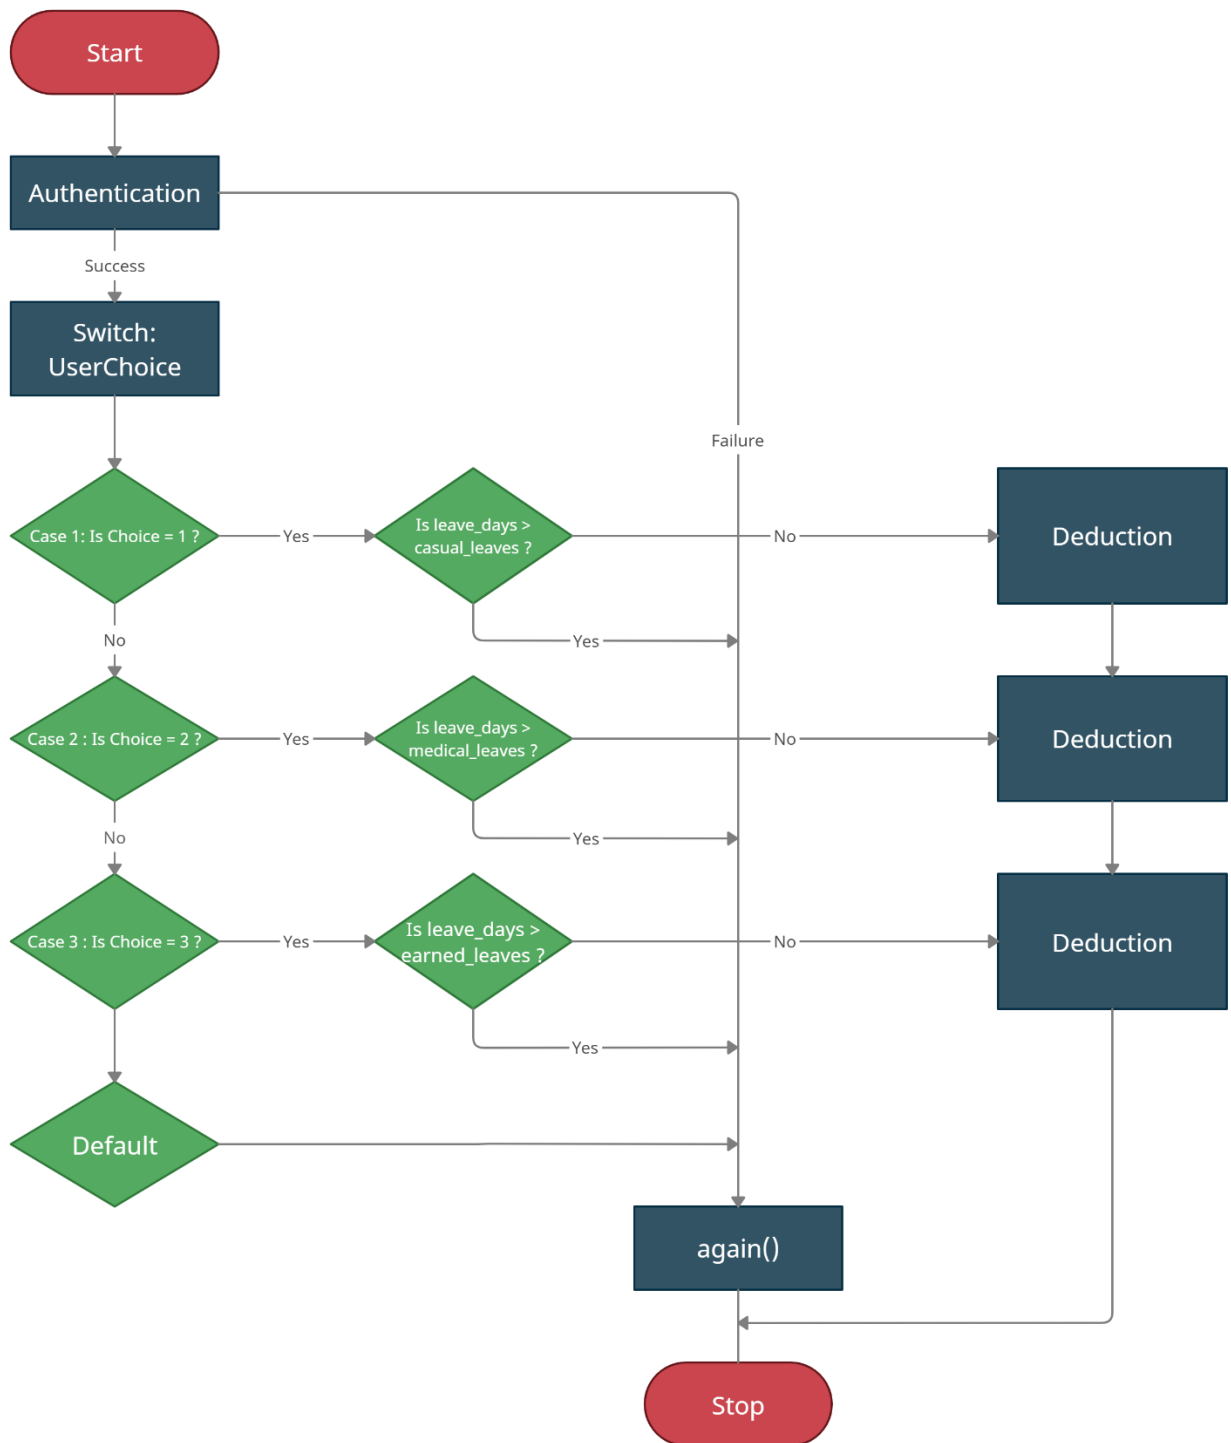 Start
Authentication
Success
Switch:
UserChoice
Failure
Case 1: Is Choice = 1 ?
Yes
Is leave_days >
casual_leaves ?
No
Deduction
No
Yes
Case 2 : Is Choice = 2 ?
Yes
Is leave_days >
medical_leaves ?
No
Deduction
No
Yes
Case 3 : Is Choice = 3 ?
Yes
Is leave_days >
earned_leaves ?
No
Deduction
Yes
Default
again()
Stop